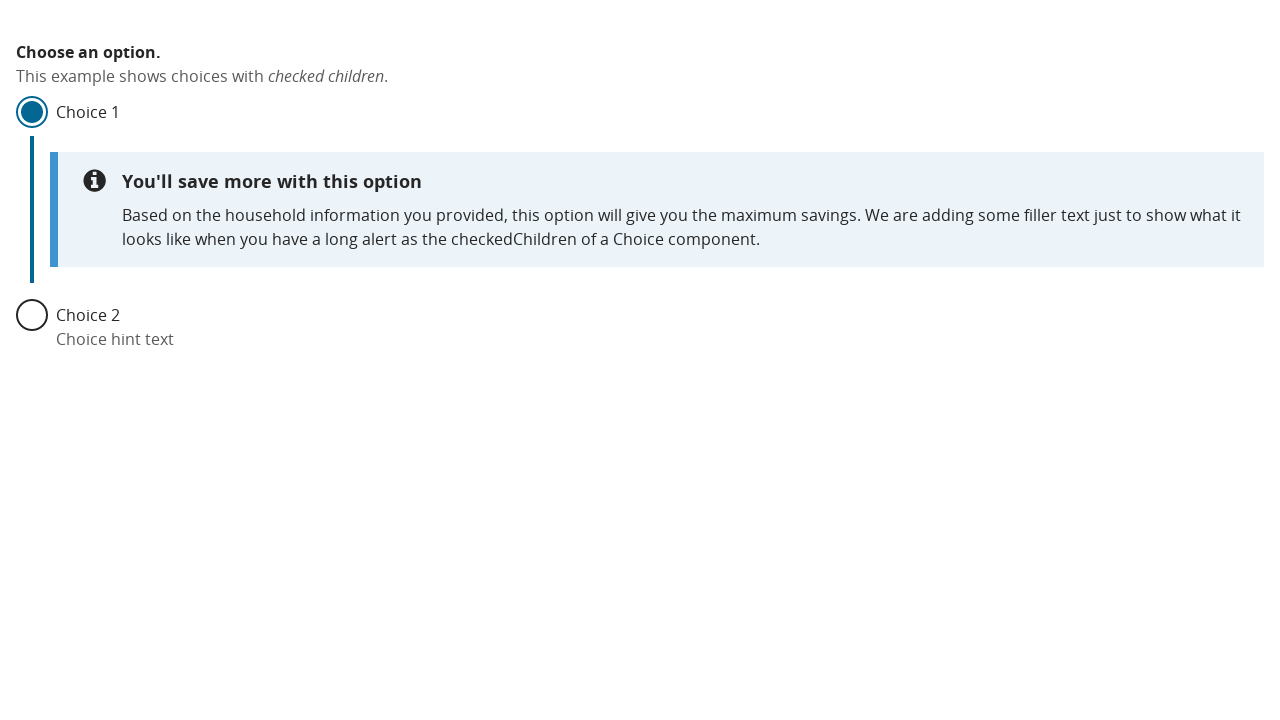 Choose an option.
This example shows choices with checked children.
Choice 1
You'll save more with this option
Based on the household information you provided, this option will give you the maximum savings. We are adding some filler text just to show what it
looks like when you have a long alert as the checkedChildren of a Choice component.
Choice 2
Choice hint text